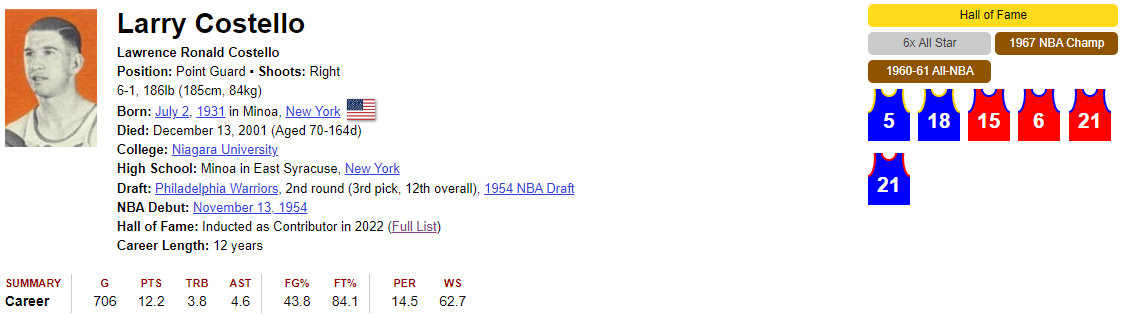 Larry Costello
Lawrence Ronald Costello
Position: Point Guard ▪ Shoots: Right
6-1, 186lb (185cm, 84kg)
Born: July 2, 1931 in Minoa, New York
Died: December 13, 2001 (Aged 70-164d)
College: Niagara University
High School: Minoa in East Syracuse, New York
Draft: Philadelphia Warriors, 2nd round (3rd pick, 12th overall), 1954 NBA Draft
NBA Debut: November 13, 1954
Hall of Fame: Inducted as Contributor in 2022 (Full List)
Career Length: 12 years
Hall of Fame
6x All Star 1967 NBA Champ
1960-61 All-NBA
5 18 15 6 21
21
SUMMARY G PTS TRB AST FG% FT% PER WS
Career 706 12.2 3.8 4.6 43.8 84.1 14.5 62.7